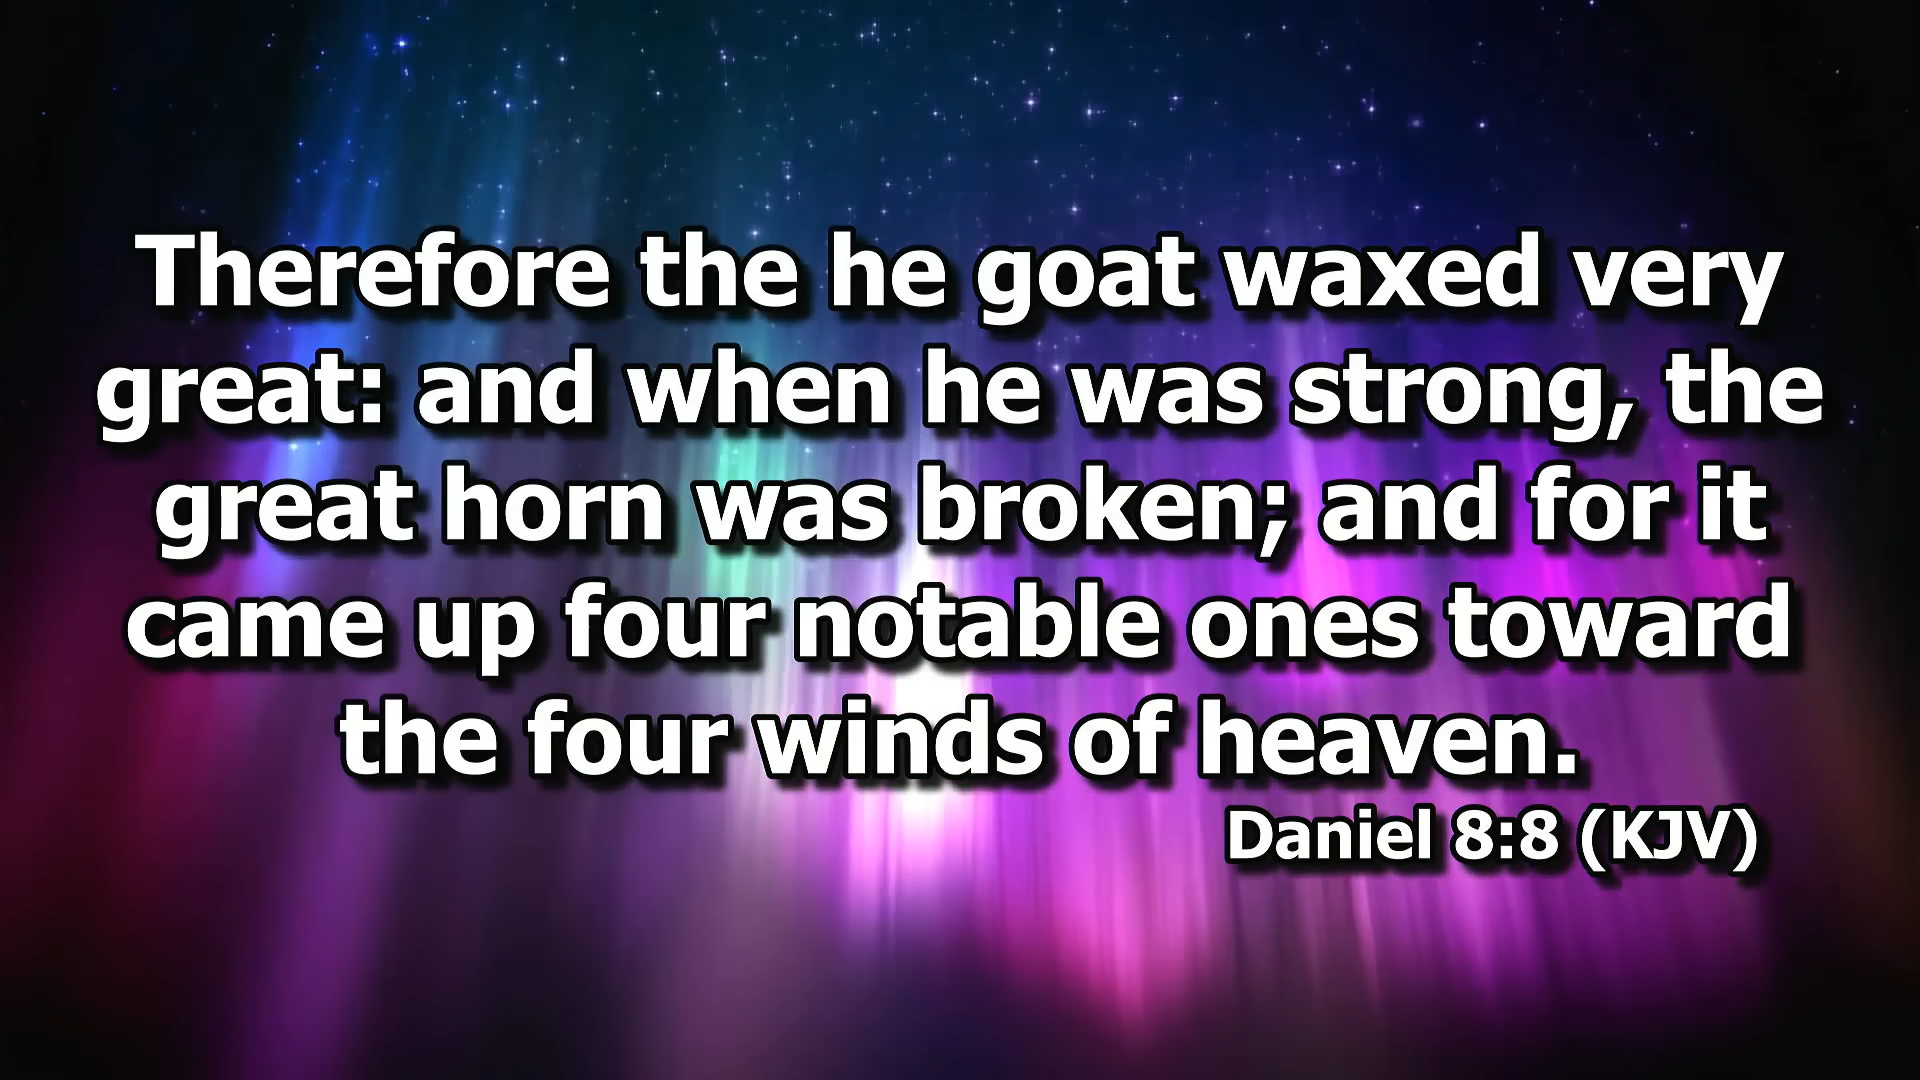 Therefore the he goat waxed very
great: and when he was strong, the
great horn was broken; and for it
came up four notable ones toward
the four winds of heaven.
Daniel 8:8 (KJV)